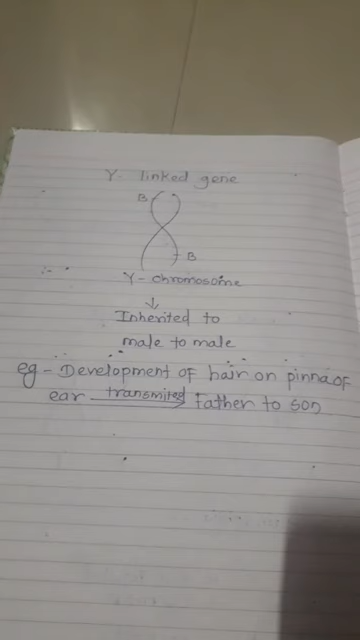 Y- linked gene
B
B
Y- chromosome
↓
Inherited to
male to male
eg - Development of hair on pinna of
ear transmited Father to son